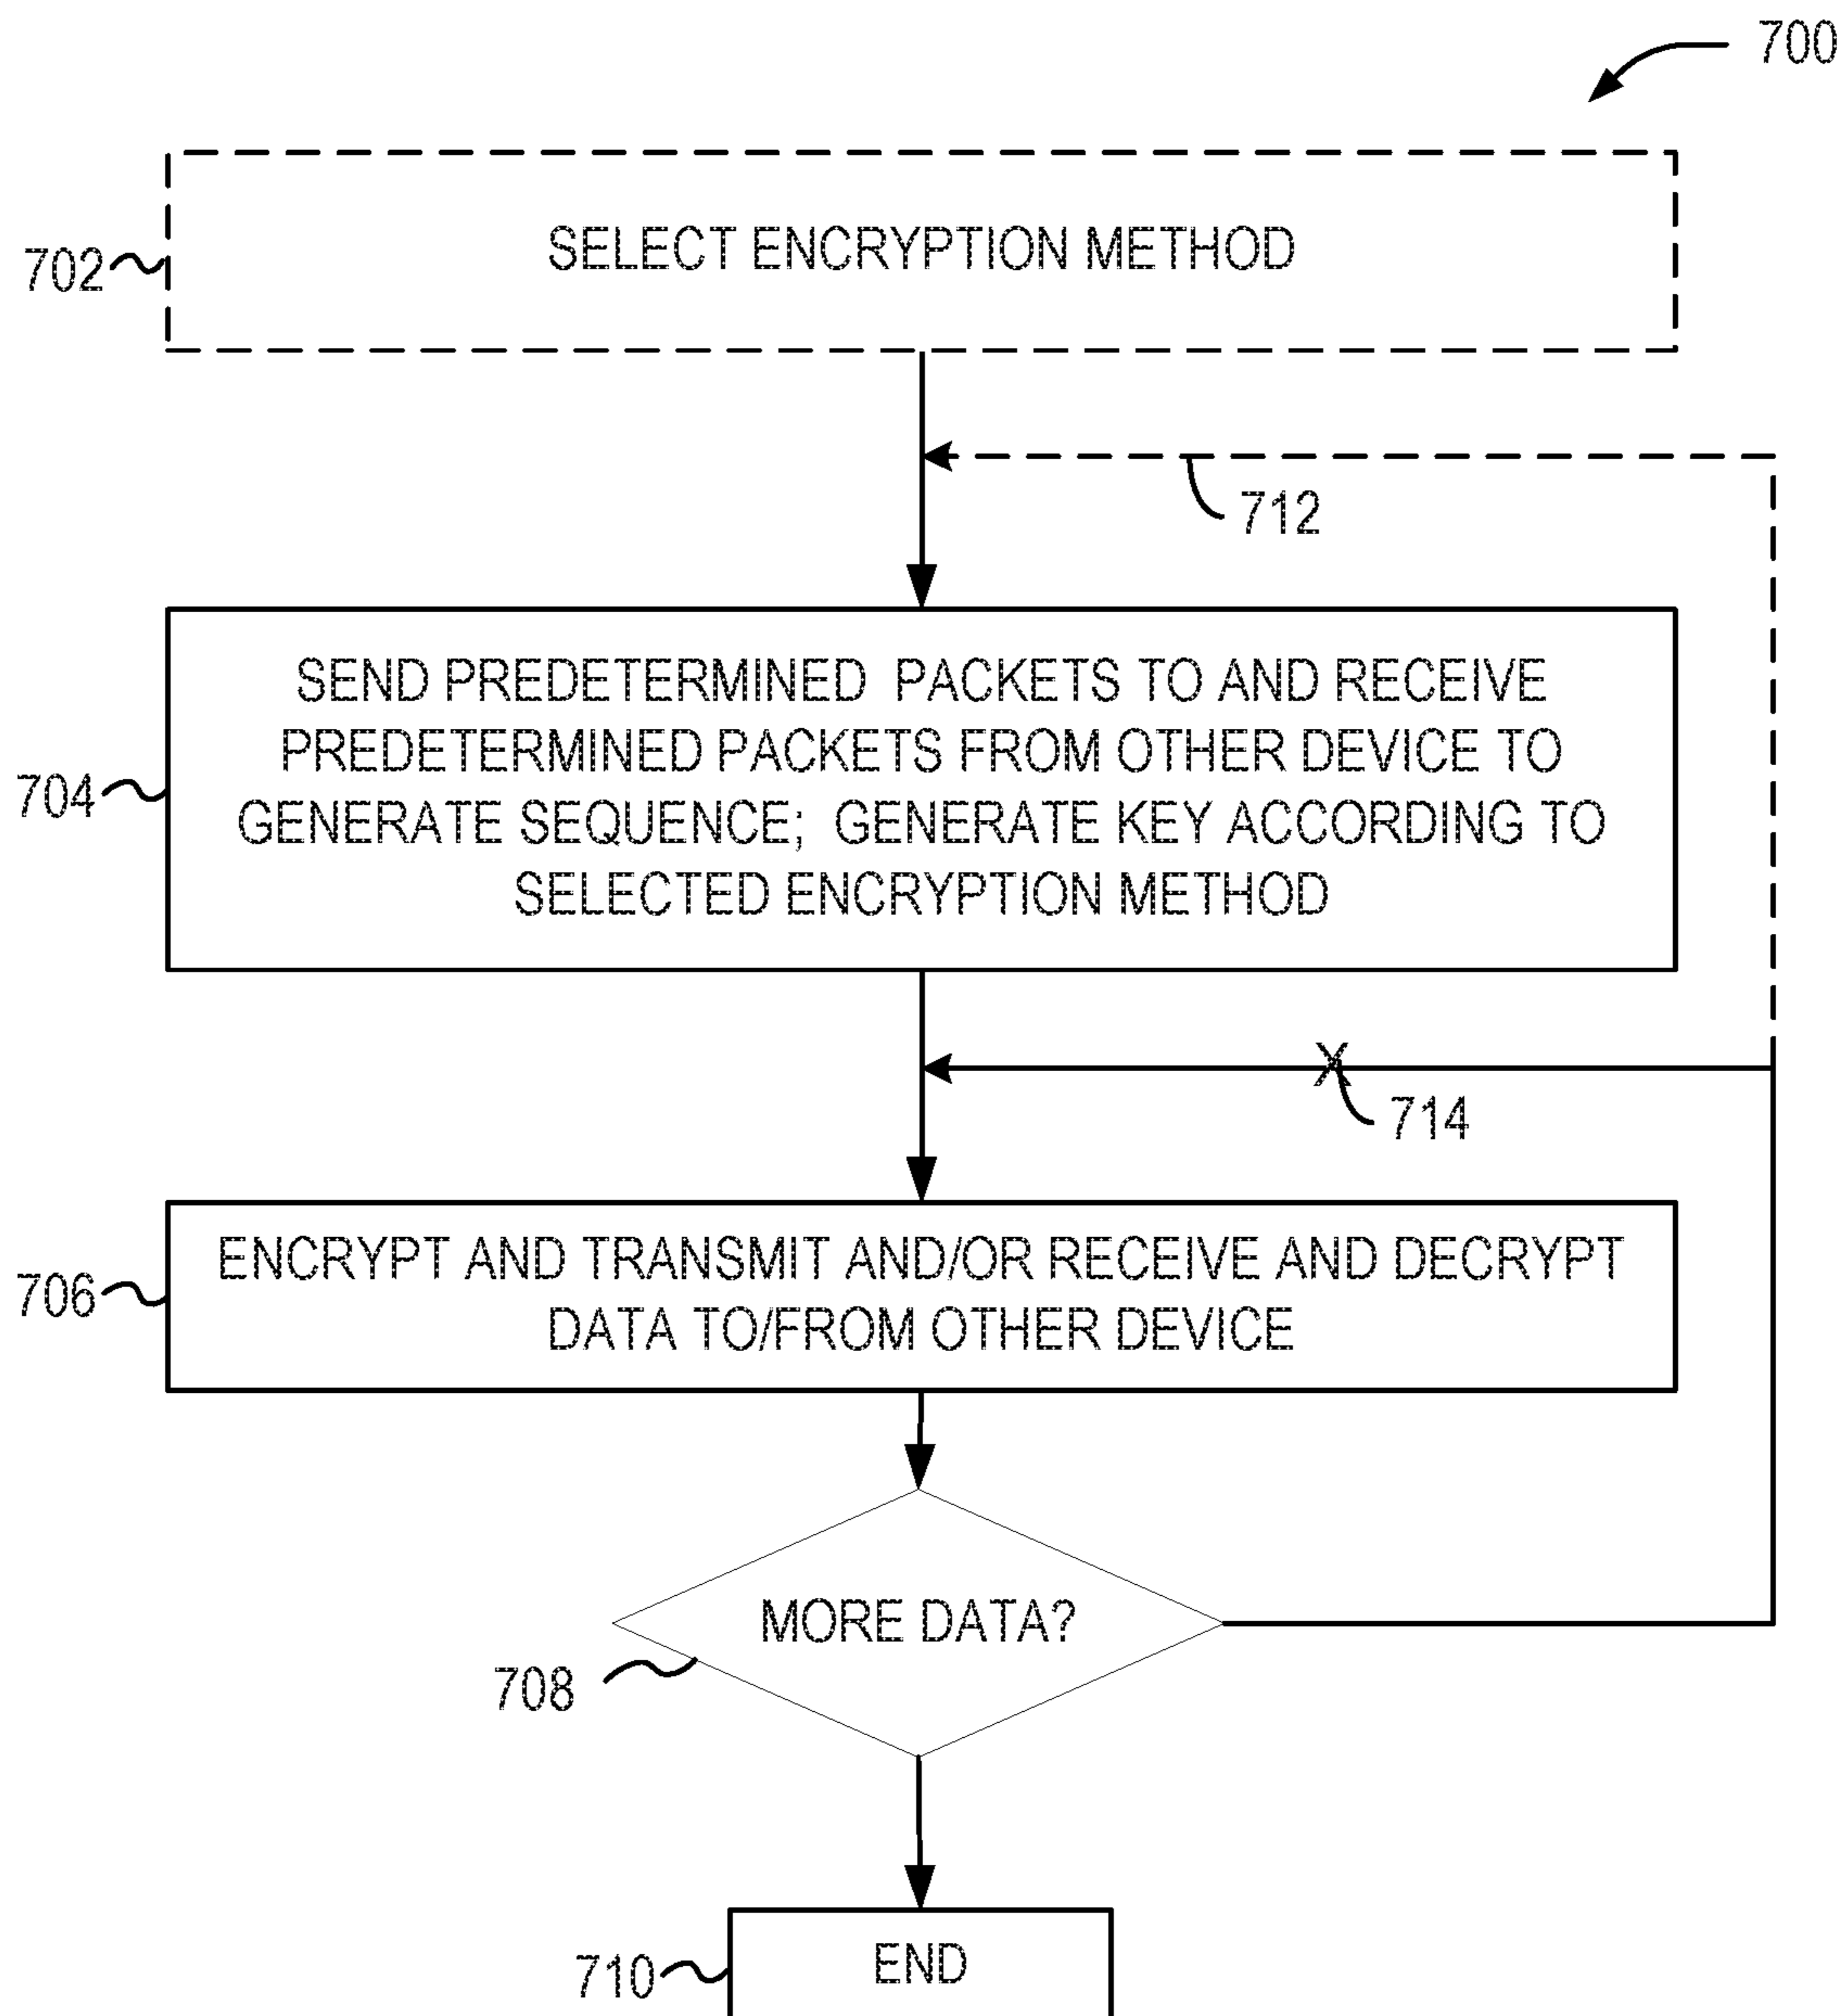 700
SELECT ENCRYPTION METHOD
702
712
SEND PREDETERMINED PACKETS TO AND RECEIVE
PREDETERMINED PACKETS FROM OTHER DEVICE TO
GENERATE SEQUENCE; GENERATE KEY ACCORDING TO
SELECTED ENCRYPTION METHOD
704
X
714
ENCRYPT AND TRANSMIT AND/OR RECEIVE AND DECRYPT
DATA TO/FROM OTHER DEVICE
706
MORE DATA?
708
END
710